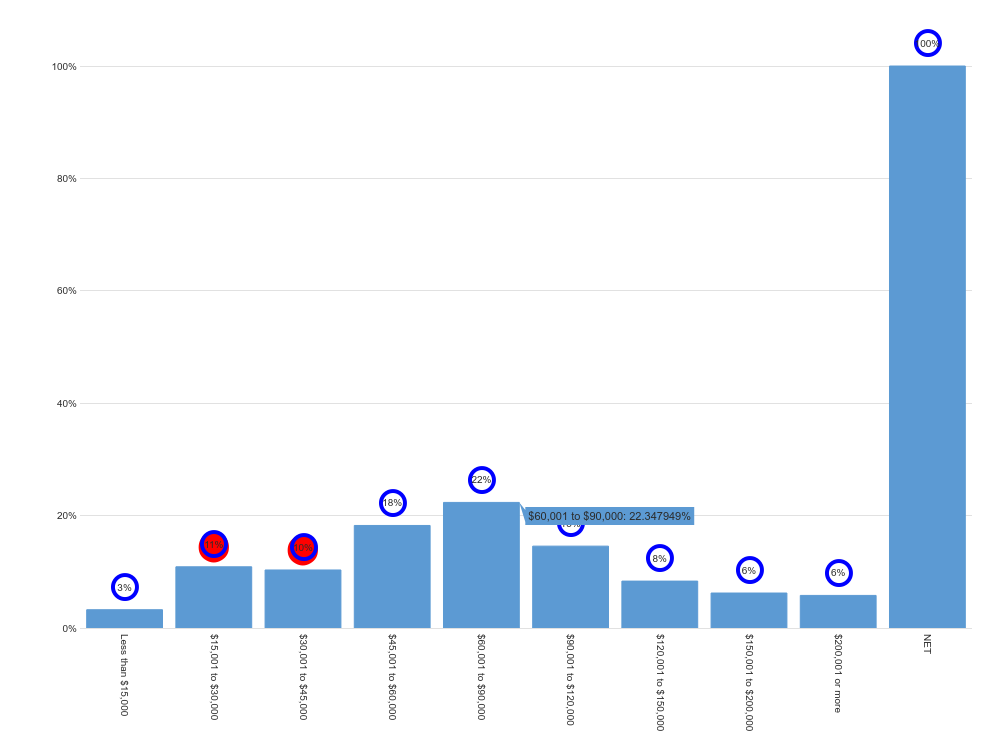 00%
100%
80%
60%
40%
22%
18%
20%
$60,001 to $90,000: 22.347949%
11%
10%
8%
6%
6%
3%
0%
Less than $15,000
$15,001 to $30,000
$30,001 to $45,000
$45,001 to $60,000
$60,001 to $90,000
$90,001 to $120,000
$120,001 to $150,000
$150,001 to $200,000
$200,001 or more
NET